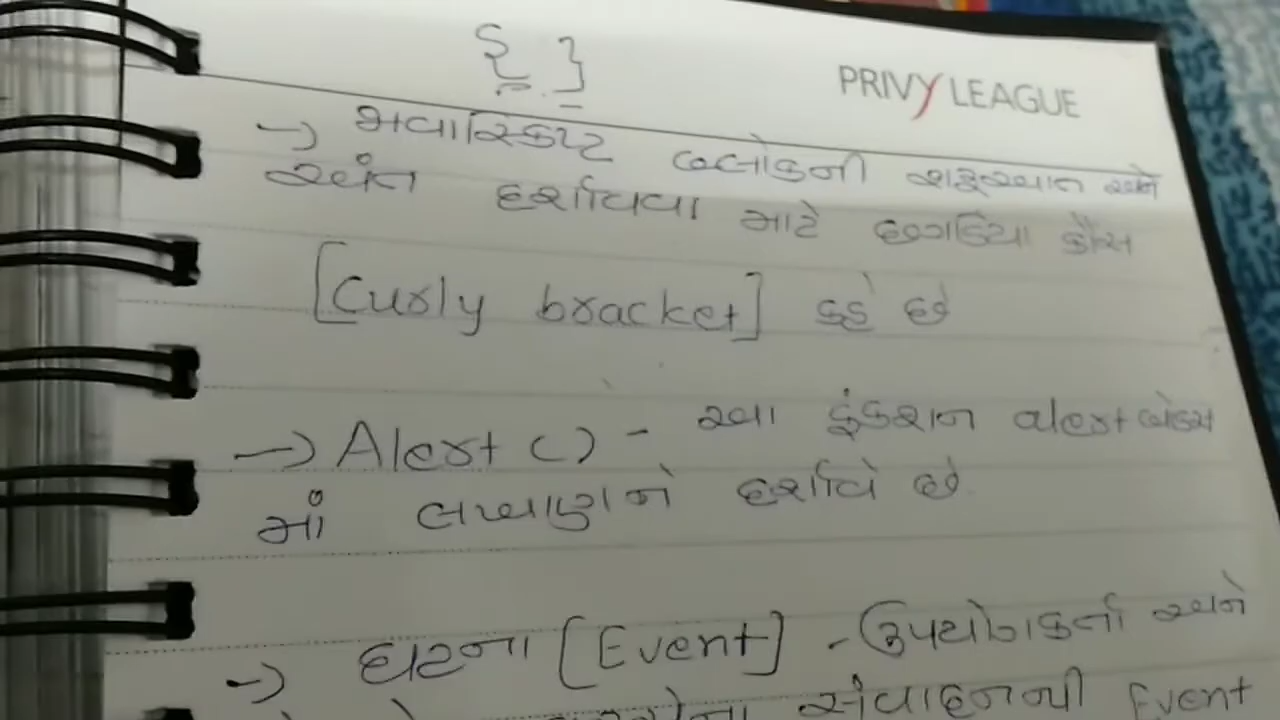 { }
PRIVY LEAGUE
→ જાવાસ્ક્રિપ્ટ બ્લોકની શરૂઆત અને
અંત દર્શાવવા માટે છગડિયા કૌંસ
[Curly bracket] કહે છે
→ Alert () - આ ફંકશન alert બોક્સ
માં લખાણને દર્શાવે છે
→ ઘટના [Event] - ઉપયોગકર્તા અને
સંવાદનની Event